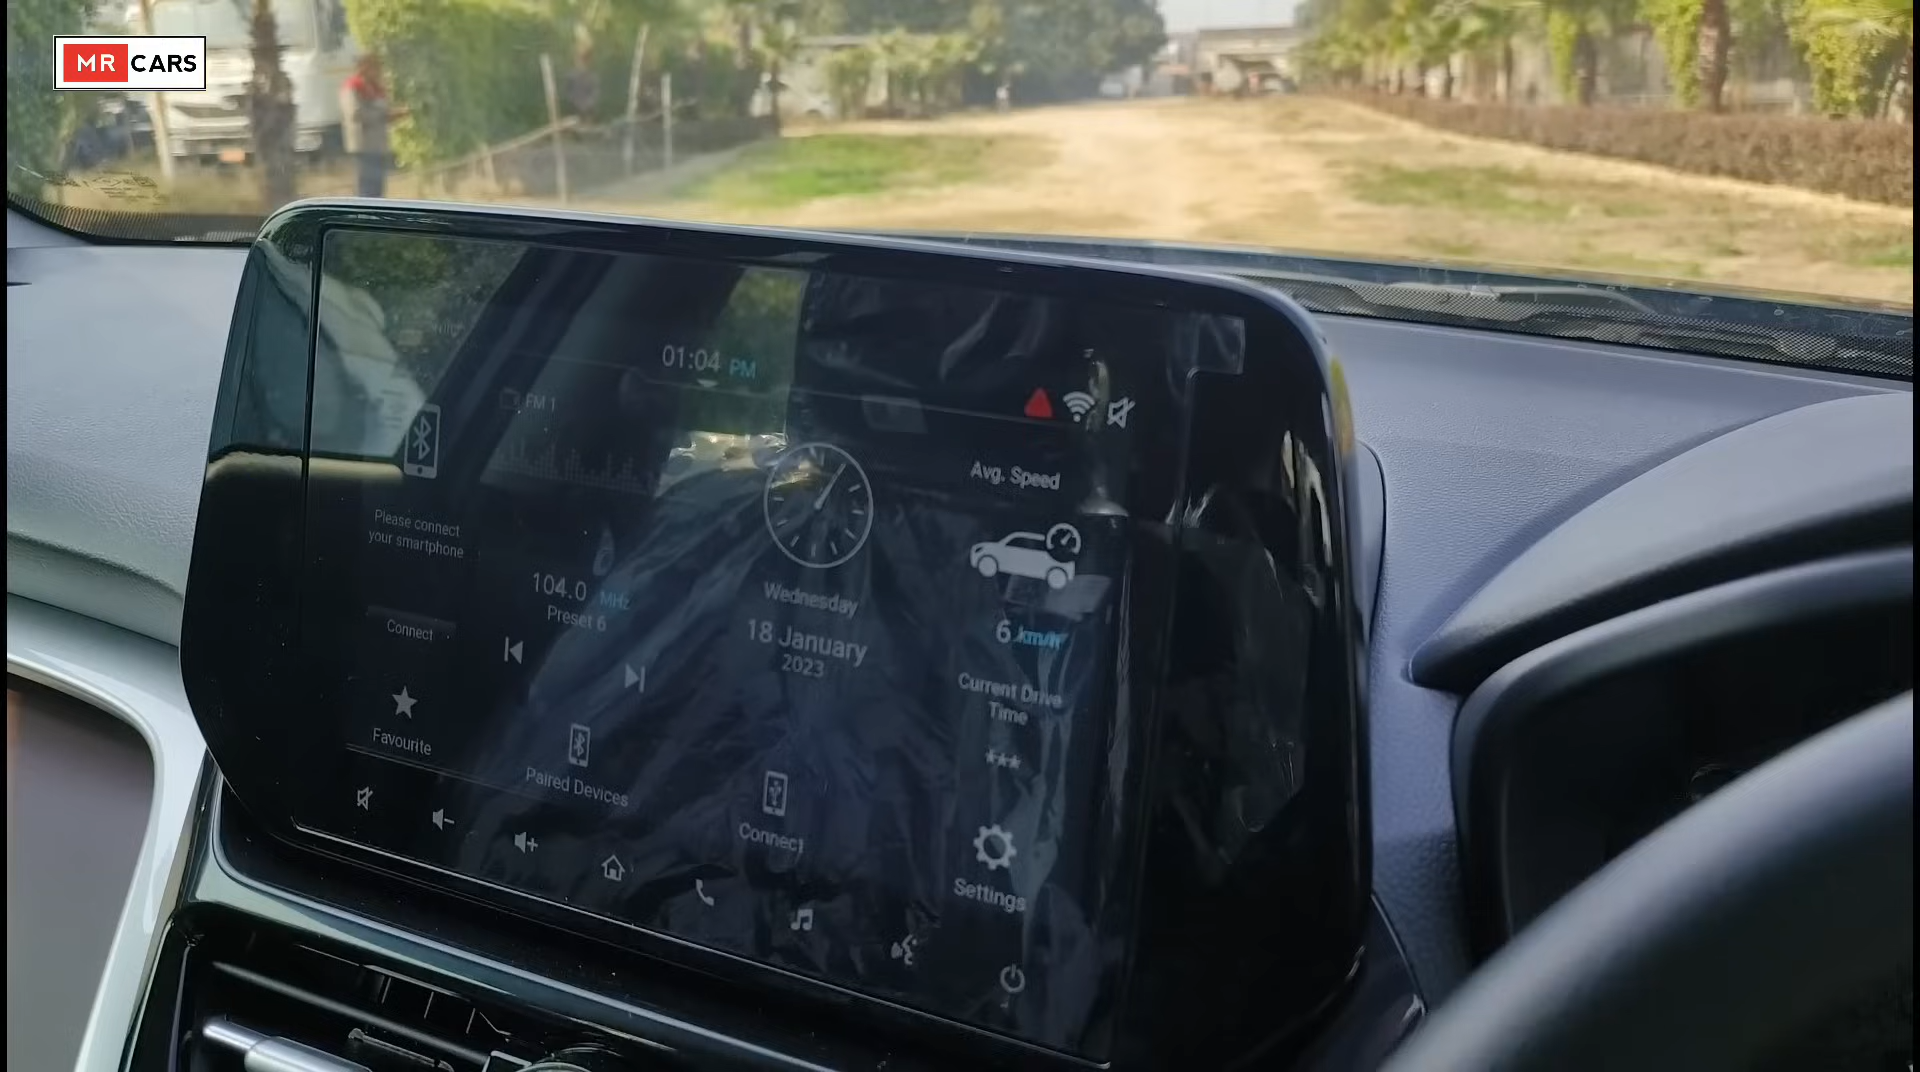 MR CARS
01:04 PM
FM 1
Please connect
your smartphone
Connect
104.0 MHz
Preset 6
Wednesday
18 January
2023
Avg. Speed
6 km/h
Current Drive
Time
***
Favourite
Paired Devices
Connect
Settings